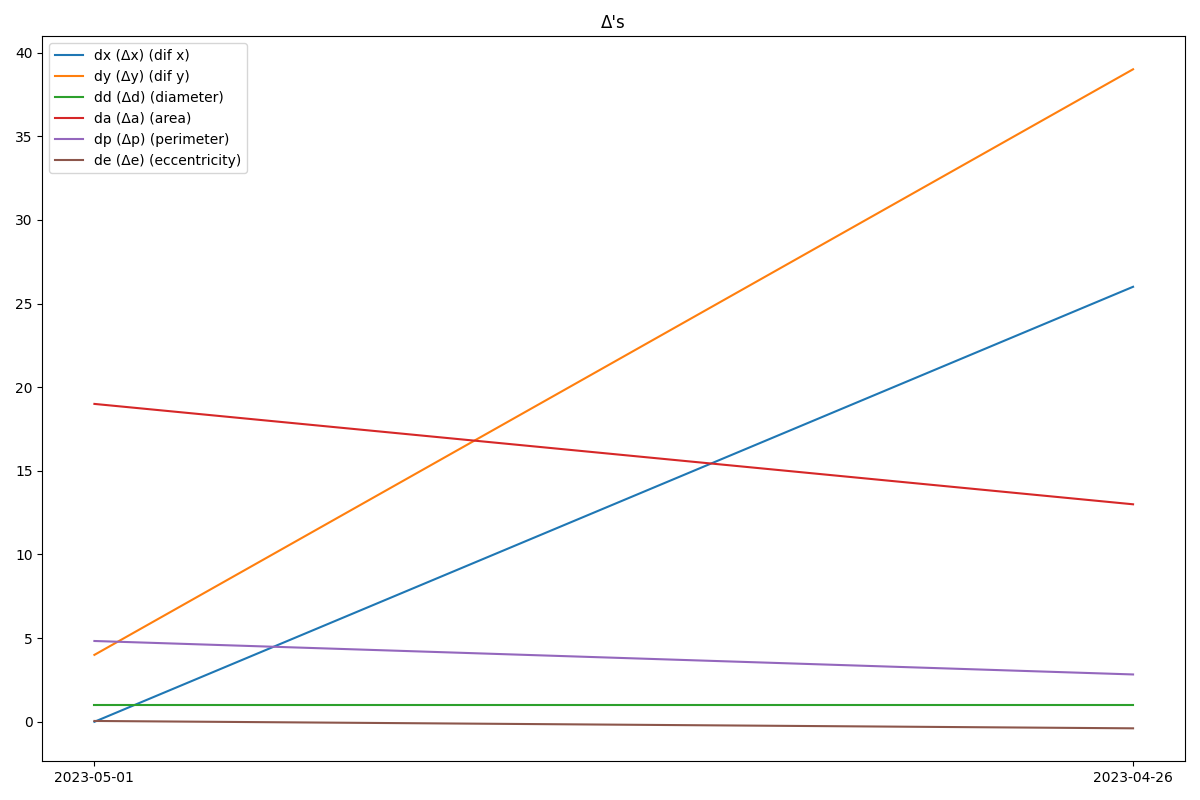 Δ's
dx (Δx) (dif x)
dy (Δy) (dif y)
dd (Δd) (diameter)
da (Δa) (area)
dp (Δp) (perimeter)
de (Δe) (eccentricity)
40
35
30
25
20
15
10
5
0
2023-05-01
2023-04-26